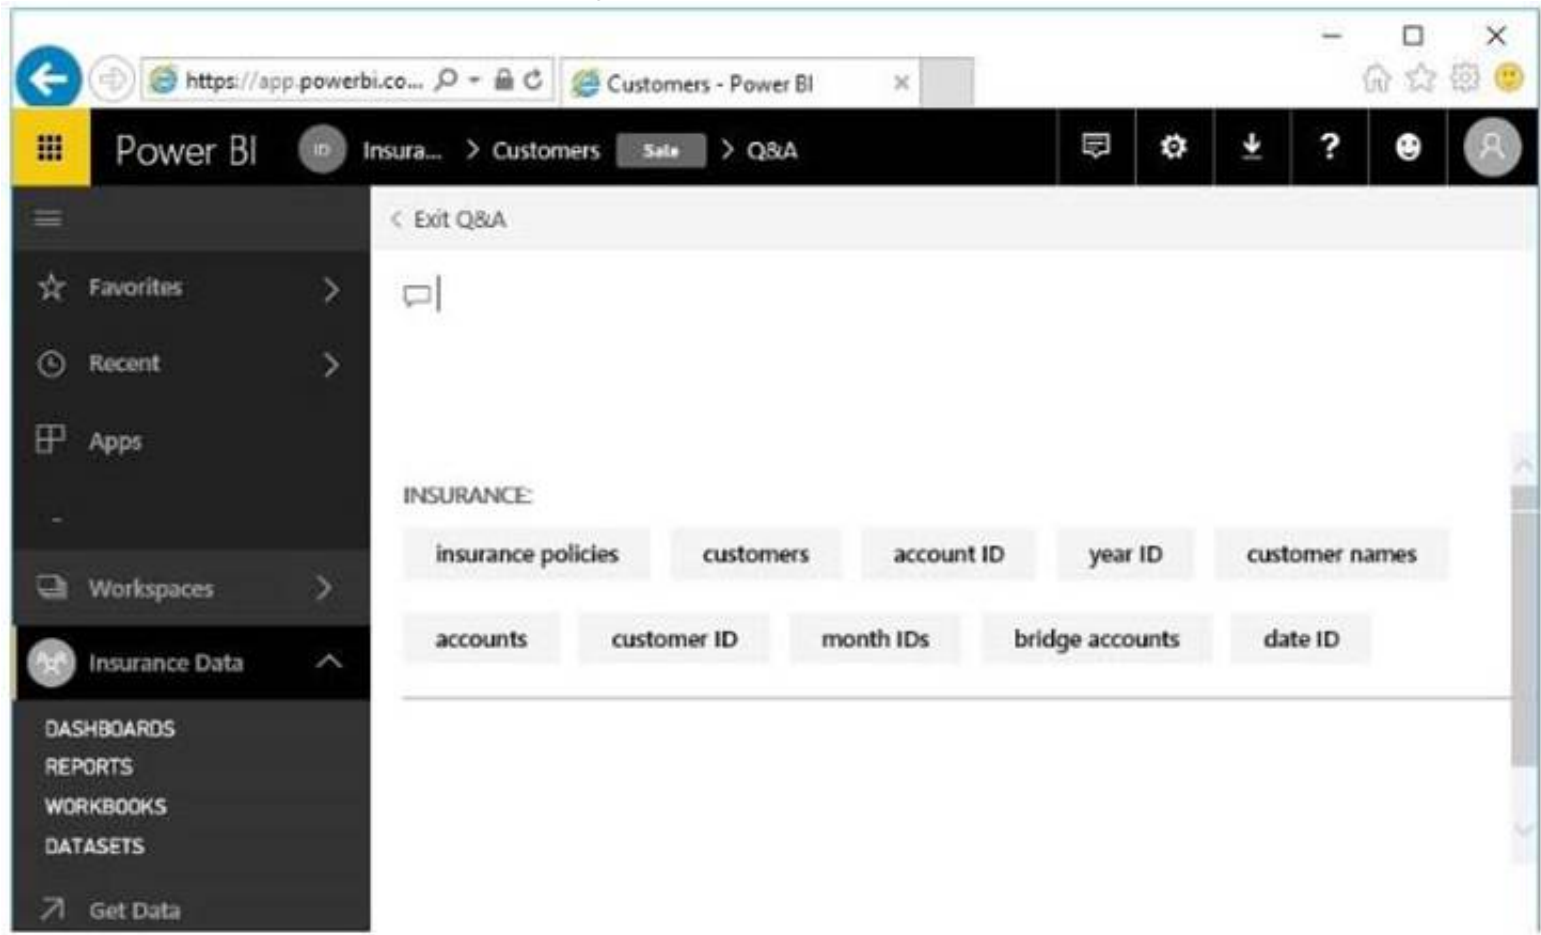 https://app.powerbi.co...
Customers - Power BI
Power BI
ID
Insura... > Customers Sale > Q&A
< Exit Q&A
Favorites >
Recent >
Apps
Workspaces >
Insurance Data
DASHBOARDS
REPORTS
WORKBOOKS
DATASETS
Get Data
INSURANCE:
insurance policies customers account ID year ID customer names
accounts customer ID month IDs bridge accounts date ID